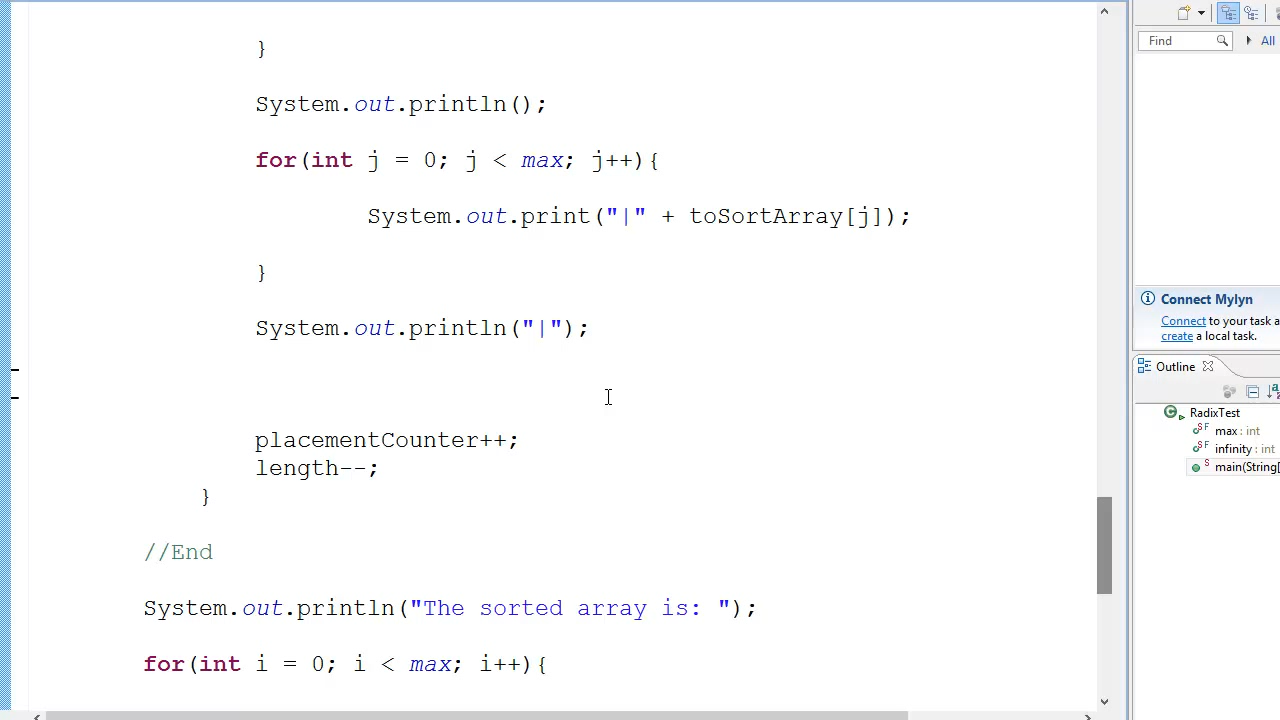 }
System.out.println();
for(int j = 0; j < max; j++){
System.out.print("|" + toSortArray[j]);
}
System.out.println("|");
placementCounter++;
length--;
}
//End
System.out.println("The sorted array is: ");
for(int i = 0; i < max; i++){
Find
All
Connect Mylyn
Connect to your task a
create a local task.
Outline
RadixTest
max : int
infinity : int
main(String[